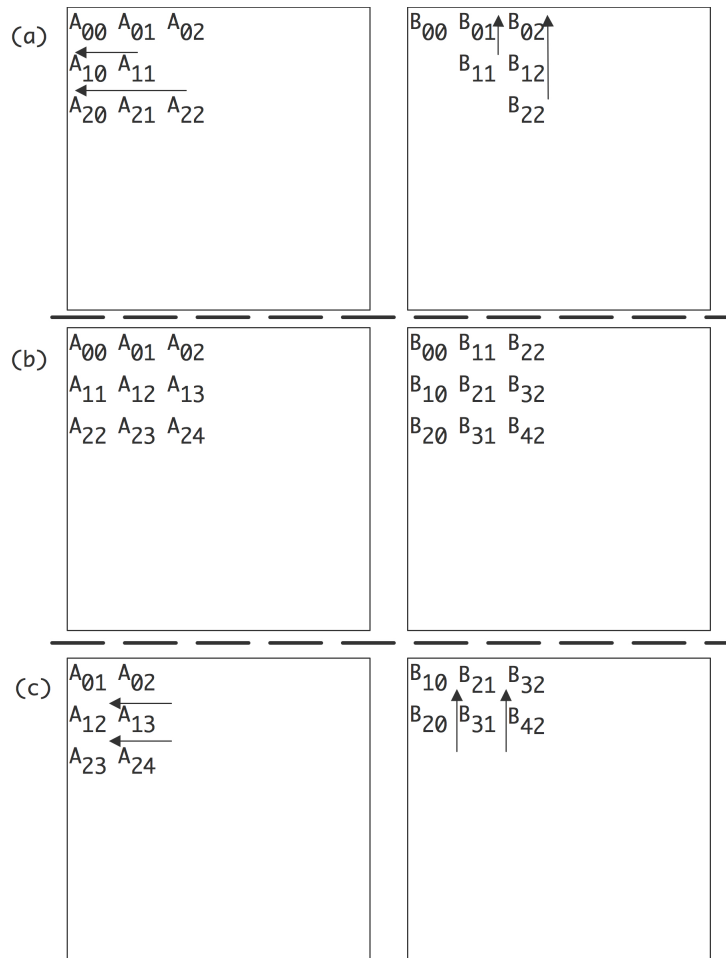 (a) A00 A01 A02 B00 B01 B02
A10 A11 B11 B12
A20 A21 A22 B22
(b) A00 A01 A02 B00 B11 B22
A11 A12 A13 B10 B21 B32
A22 A23 A24 B20 B31 B42
(c) A01 A02 B10 B21 B32
A12 A13 B20 B31 B42
A23 A24